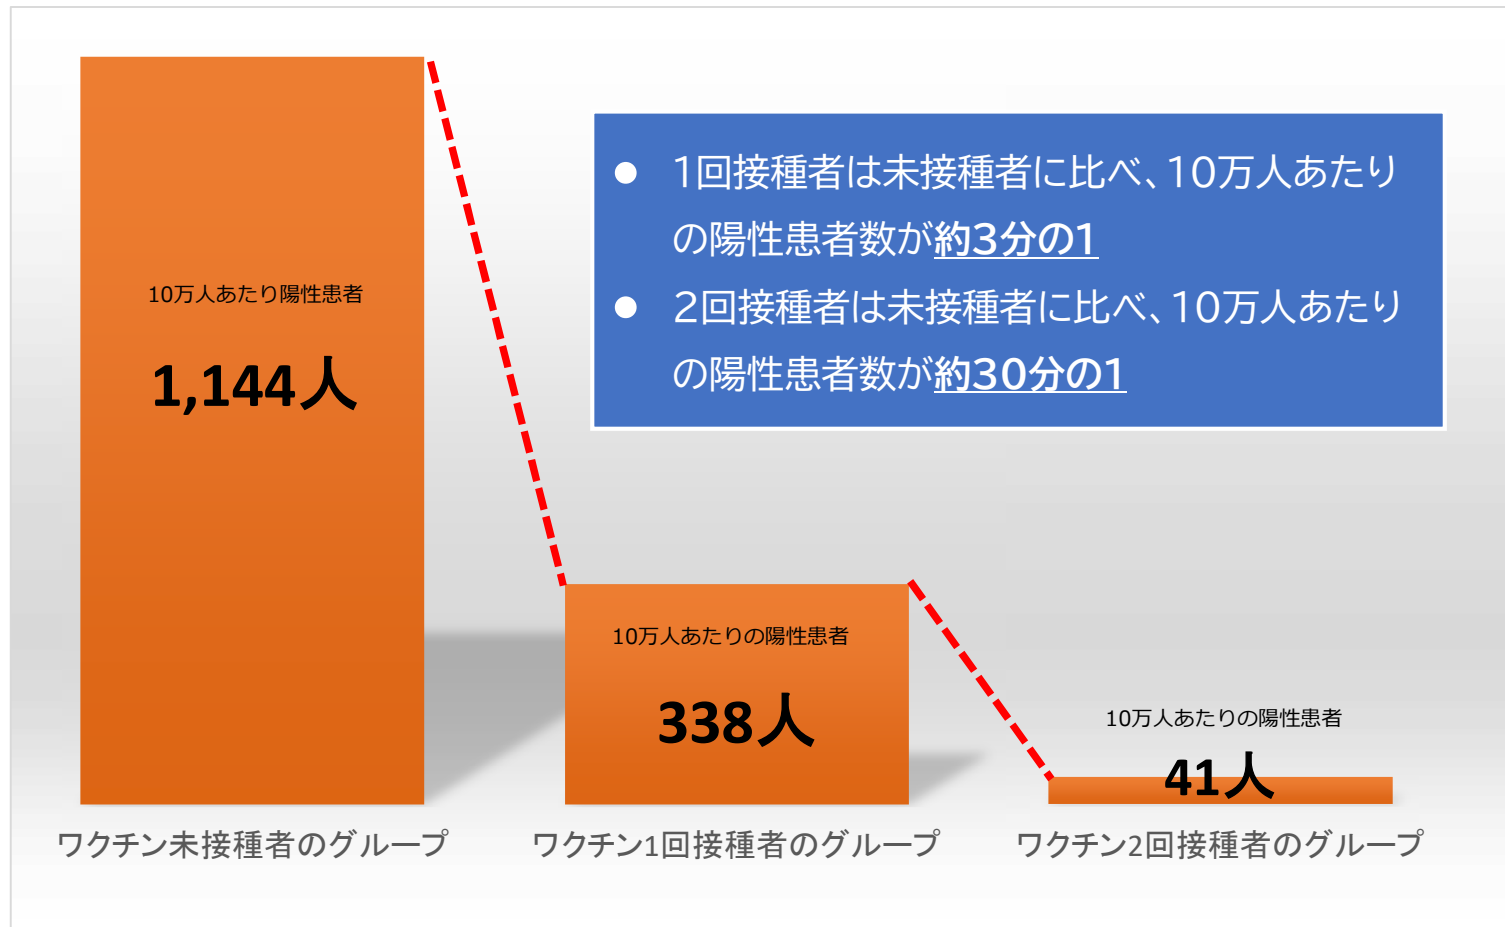 ● 1回接種者は未接種者に比べ、10万人あたり
の陽性患者数が約3分の1
● 2回接種者は未接種者に比べ、10万人あたり
の陽性患者数が約30分の1
10万人あたり陽性患者
1,144人
10万人あたりの陽性患者
338人
10万人あたりの陽性患者
41人
ワクチン未接種者のグループ
ワクチン1回接種者のグループ
ワクチン2回接種者のグループ